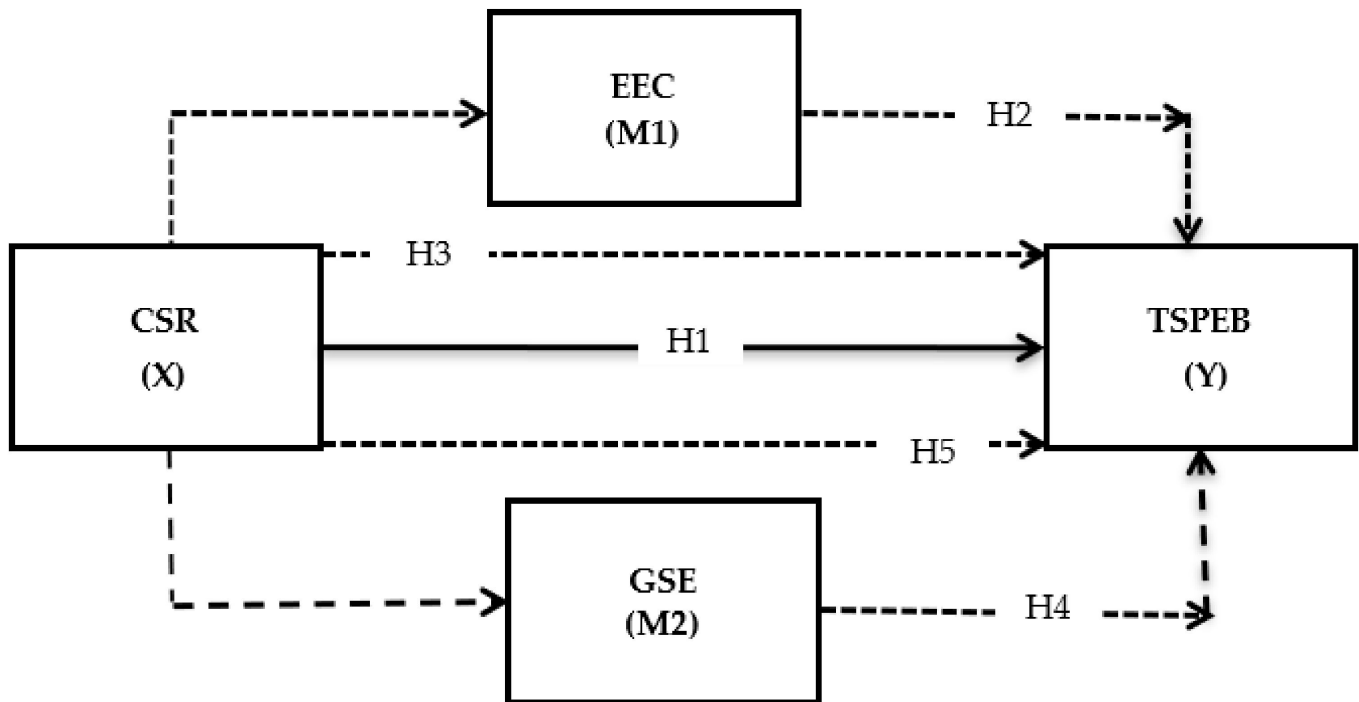 EEC
(M1)
H2
H3
CSR
(X)
H1
TSPEB
(Y)
H5
GSE
(M2)
H4